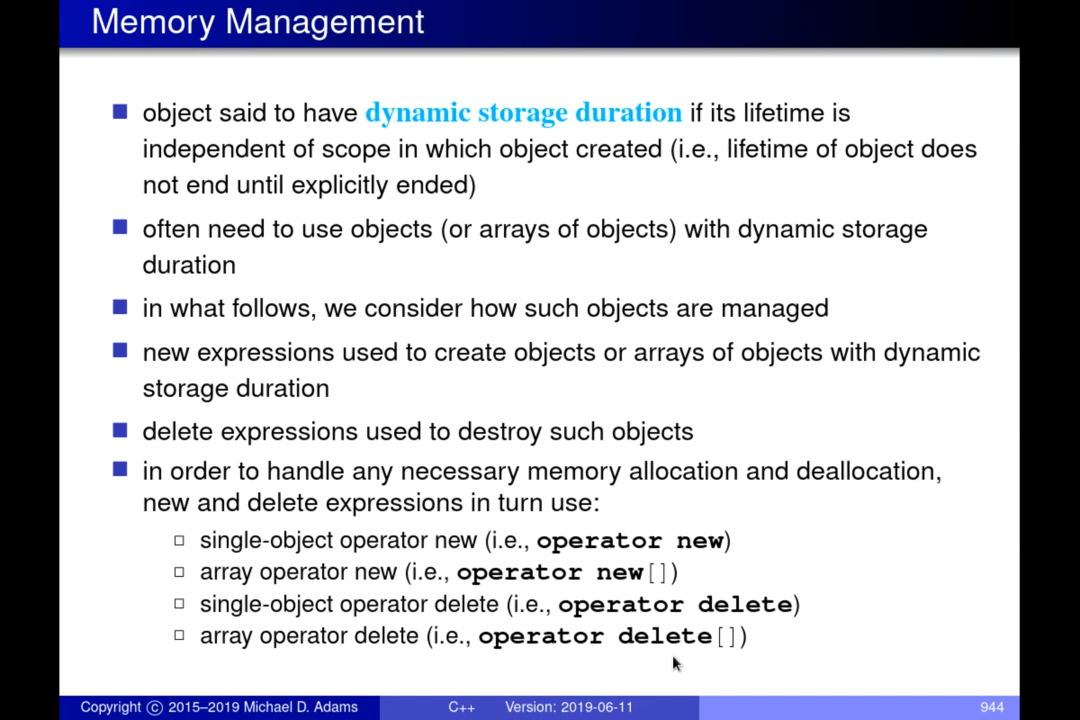 Memory Management
object said to have dynamic storage duration if its lifetime is
independent of scope in which object created (i.e., lifetime of object does
not end until explicitly ended)
often need to use objects (or arrays of objects) with dynamic storage
duration
in what follows, we consider how such objects are managed
new expressions used to create objects or arrays of objects with dynamic
storage duration
delete expressions used to destroy such objects
in order to handle any necessary memory allocation and deallocation,
new and delete expressions in turn use:
single-object operator new (i.e., operator new)
array operator new (i.e., operator new[])
single-object operator delete (i.e., operator delete)
array operator delete (i.e., operator delete[])
Copyright © 2015–2019 Michael D. Adams C++ Version: 2019-06-11 944